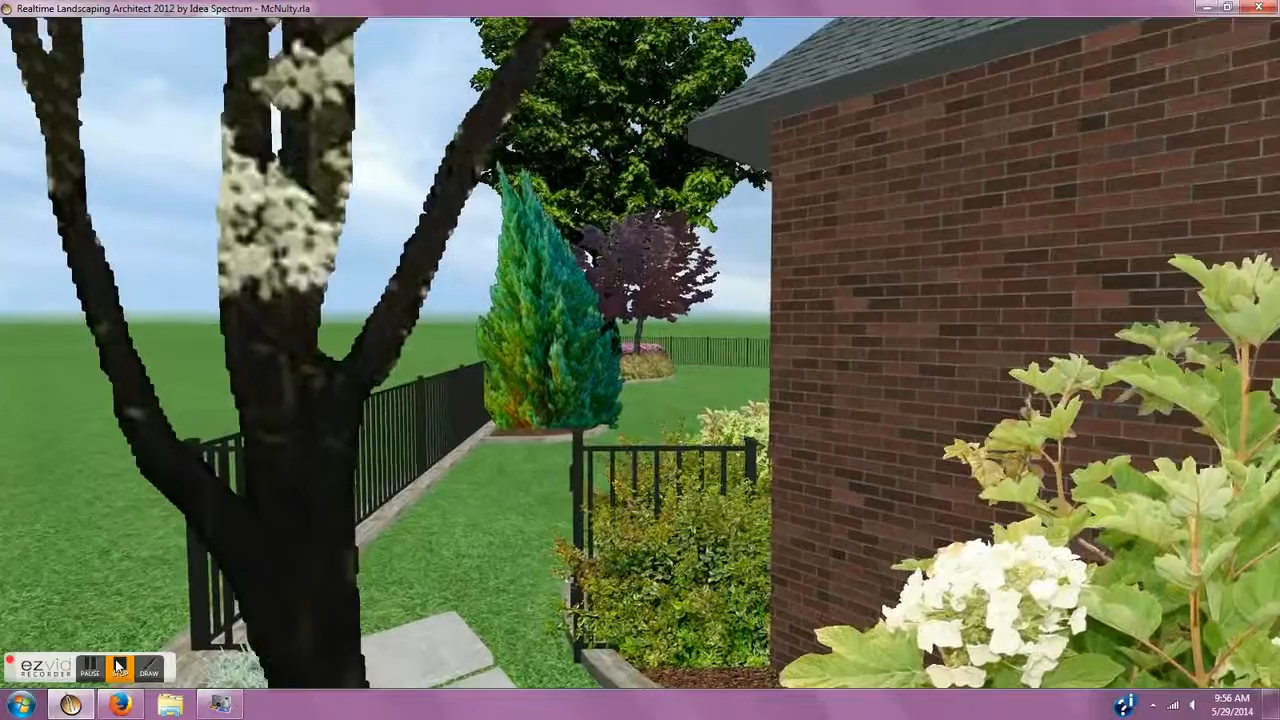 Realtime Landscaping Architect 2012 by Idea Spectrum - McNulty.rla
ezvid
RECORDER
PAUSE
STOP
DRAW
9:56 AM
5/29/2014